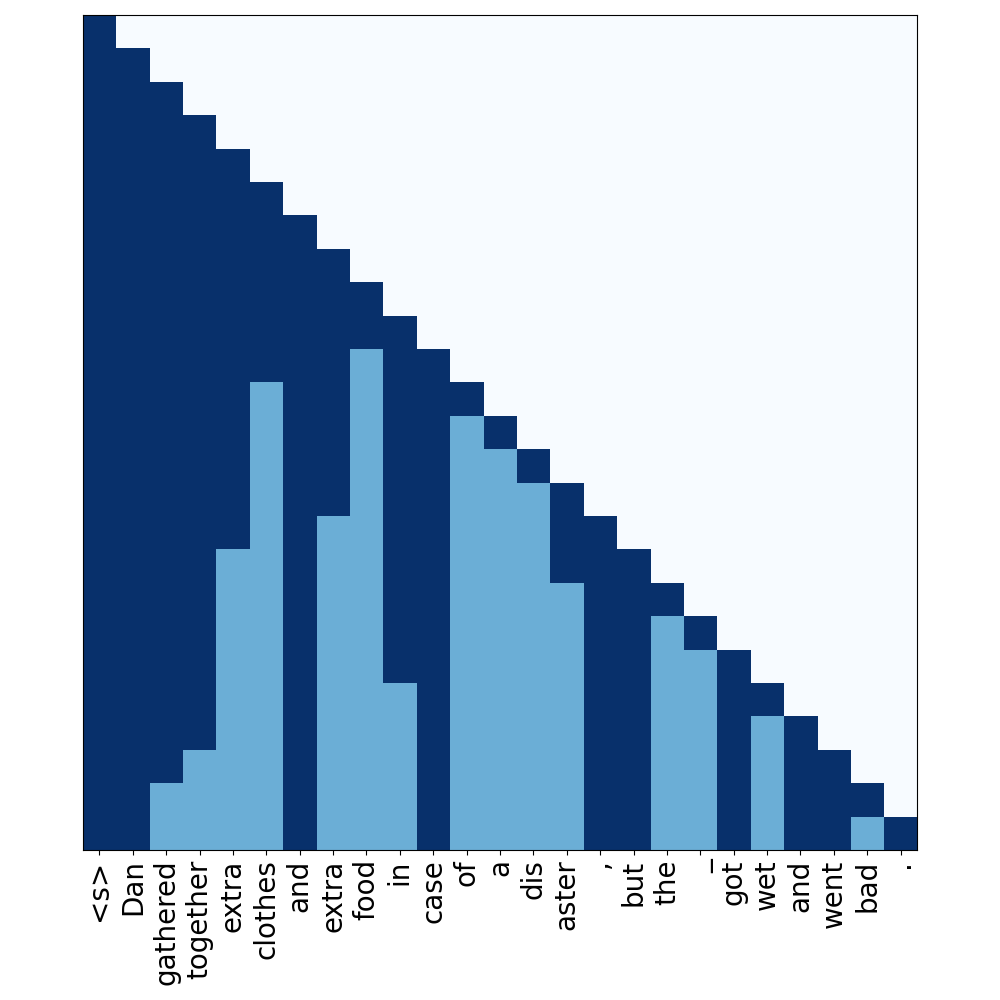 <s>
Dan
gathered
together
extra
clothes
and
extra
food
in
case
of
a
dis
aster
,
but
the
_
got
wet
and
went
bad
.